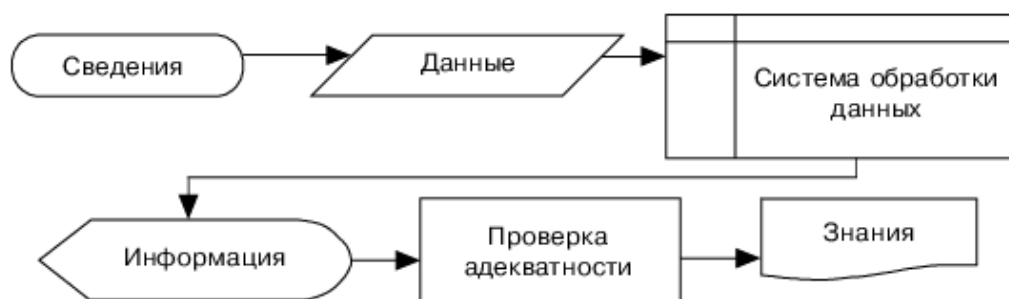 Сведения
Данные
Система обработки
данных
Информация
Проверка
адекватности
Знания